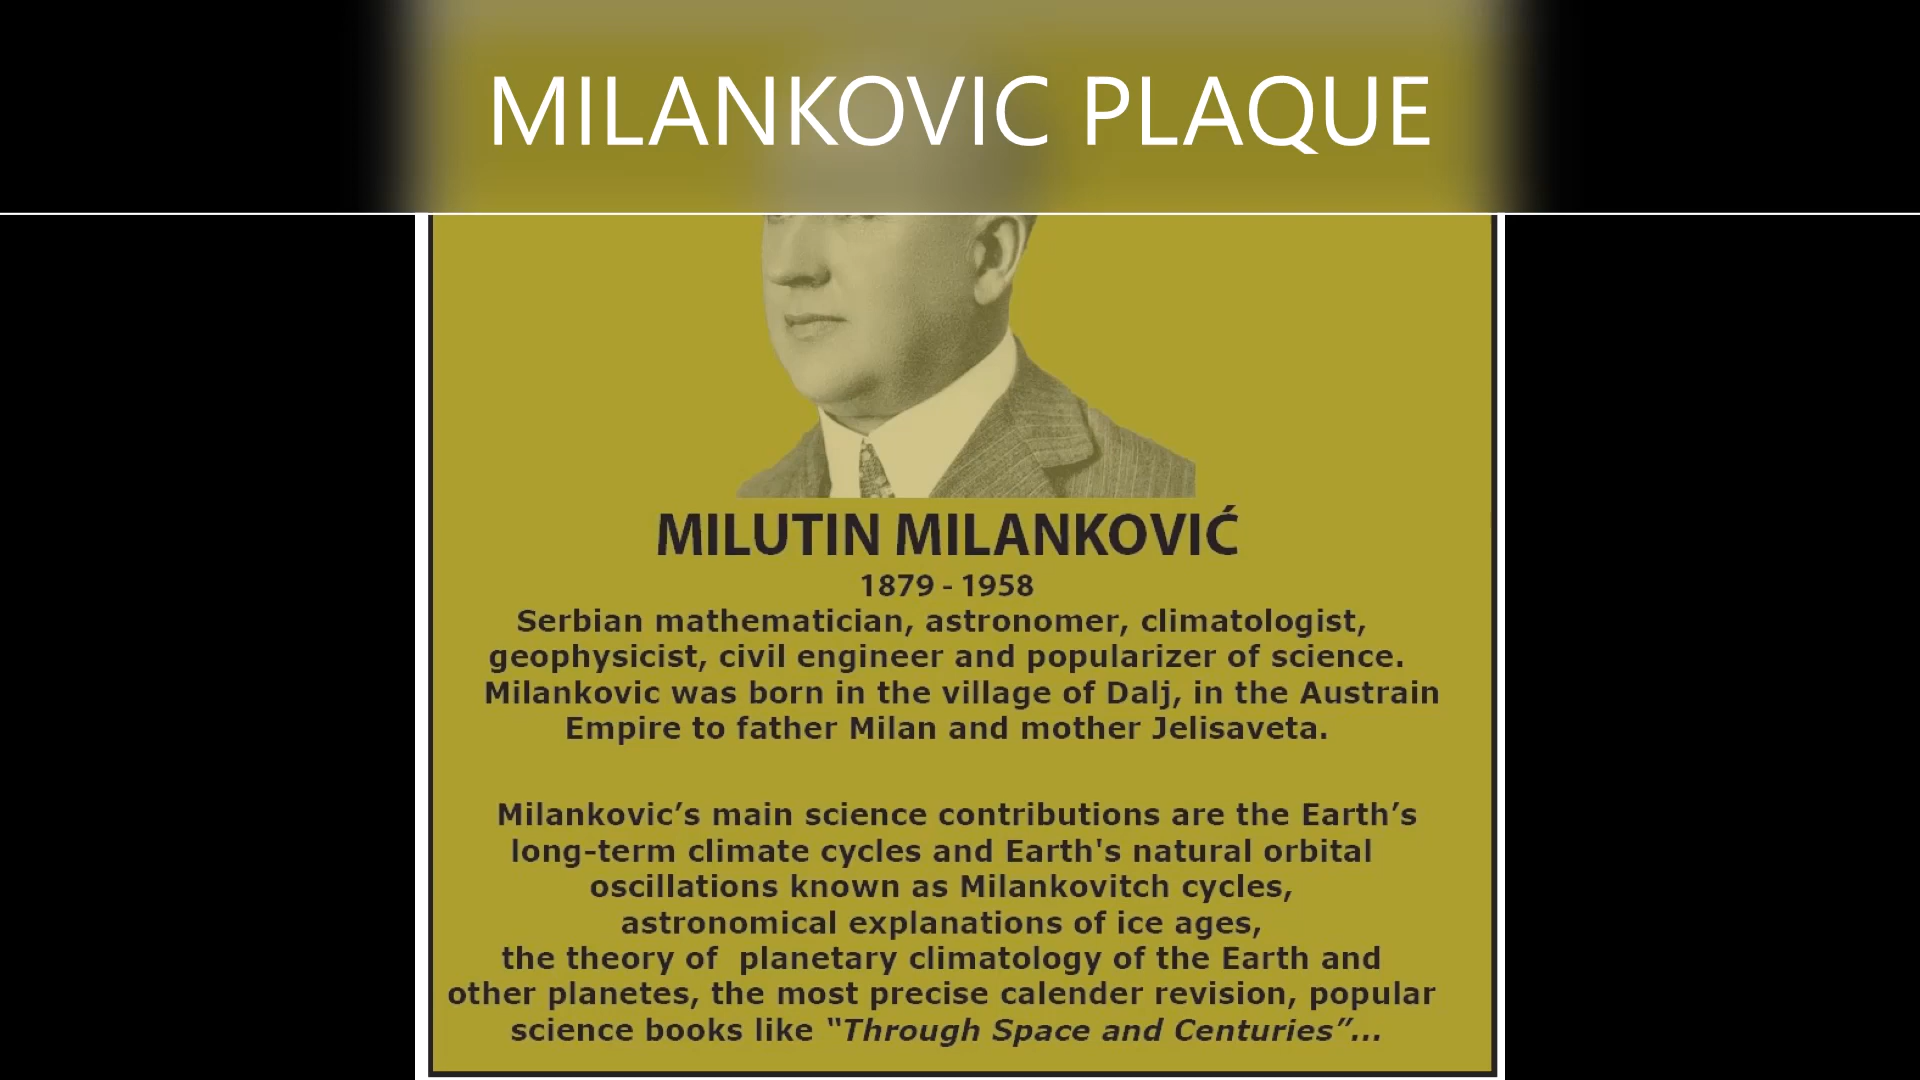 MILANKOVIC PLAQUE
MILUTIN MILANKOVIĆ
1879 - 1958
Serbian mathematician, astronomer, climatologist,
geophysicist, civil engineer and popularizer of science.
Milankovic was born in the village of Dalj, in the Austrain
Empire to father Milan and mother Jelisaveta.
Milankovic’s main science contributions are the Earth’s
long-term climate cycles and Earth's natural orbital
oscillations known as Milankovitch cycles,
astronomical explanations of ice ages,
the theory of  planetary climatology of the Earth and
other planetes, the most precise calender revision, popular
science books like “Through Space and Centuries”...